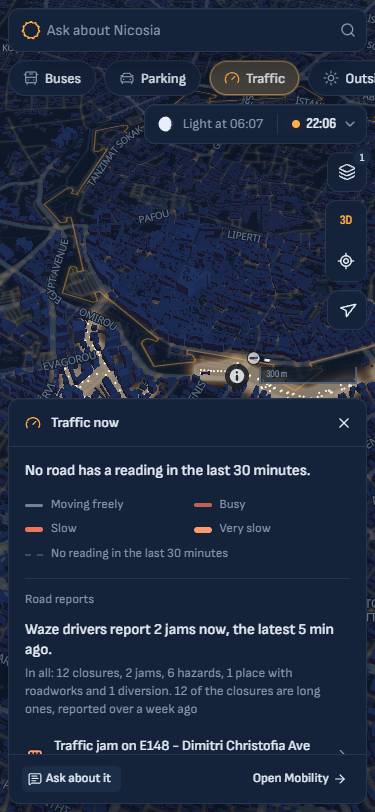 Ask about Nicosia
Buses
Parking
Traffic
Outsi
Light at 06:07
22:06
1
TANZIMAT SOKAK
PAFOU
LIPERTI
3D
EGYPT AVENUE
OMIROU
EVAGOROU
300 m
Traffic now
No road has a reading in the last 30 minutes.
Moving freely
Busy
Slow
Very slow
No reading in the last 30 minutes
Road reports
Waze drivers report 2 jams now, the latest 5 min
ago.
In all: 12 closures, 2 jams, 6 hazards, 1 place with
roadworks and 1 diversion. 12 of the closures are long
ones, reported over a week ago
Traffic jam on E148 - Dimitri Christofia Ave
Ask about it
Open Mobility